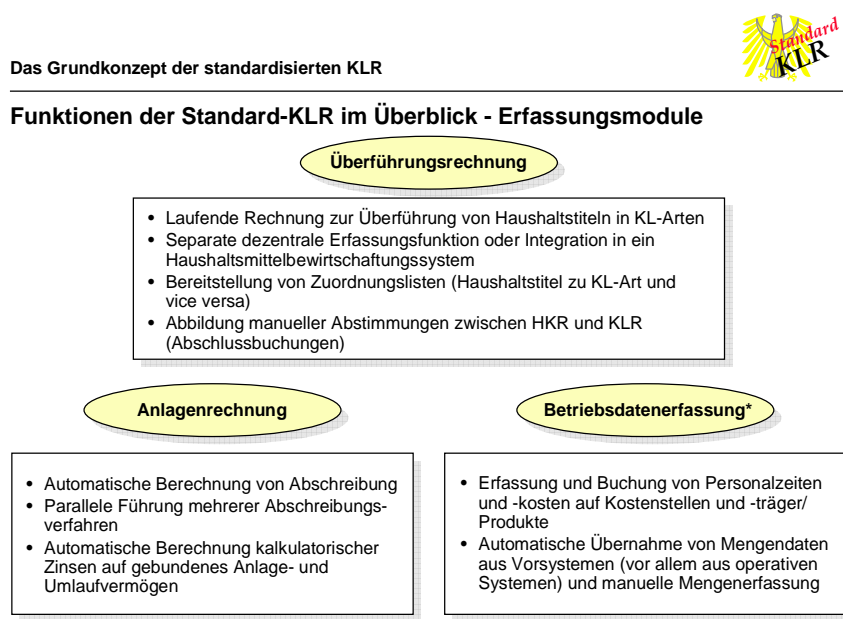 Standard
KLR
Das Grundkonzept der standardisierten KLR
Funktionen der Standard-KLR im Überblick - Erfassungsmodule
Überführungsrechnung
• Laufende Rechnung zur Überführung von Haushaltstiteln in KL-Arten
• Separate dezentrale Erfassungsfunktion oder Integration in ein
Haushaltsmittelbewirtschaftungssystem
• Bereitstellung von Zuordnungslisten (Haushaltstitel zu KL-Art und
vice versa)
• Abbildung manueller Abstimmungen zwischen HKR und KLR
(Abschlussbuchungen)
Anlagenrechnung
• Automatische Berechnung von Abschreibung
• Parallele Führung mehrerer Abschreibungs-
verfahren
• Automatische Berechnung kalkulatorischer
Zinsen auf gebundenes Anlage- und
Umlaufvermögen
Betriebsdatenerfassung*
• Erfassung und Buchung von Personalzeiten
und -kosten auf Kostenstellen und -träger/
Produkte
• Automatische Übernahme von Mengendaten
aus Vorsystemen (vor allem aus operativen
Systemen) und manuelle Mengenerfassung